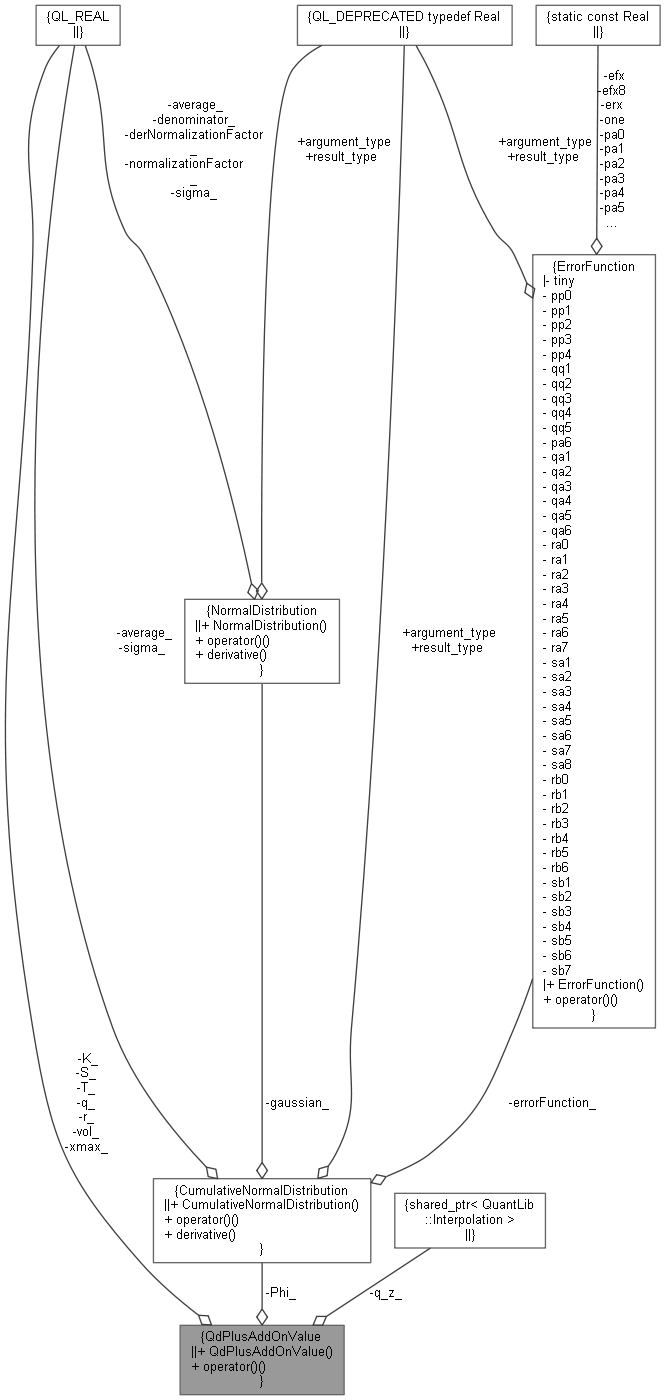 {QL_REAL
||}
{QL_DEPRECATED typedef Real
||}
{static const Real
||}
-average_
-denominator_
-derNormalizationFactor
_
-normalizationFactor
_
-sigma_
+argument_type
+result_type
+argument_type
+result_type
-efx
-efx8
-erx
-one
-pa0
-pa1
-pa2
-pa3
-pa4
-pa5
...
{ErrorFunction
|- tiny
- pp0
- pp1
- pp2
- pp3
- pp4
- qq1
- qq2
- qq3
- qq4
- qq5
- pa6
- qa1
- qa2
- qa3
- qa4
- qa5
- qa6
- ra0
- ra1
- ra2
- ra3
- ra4
- ra5
- ra6
- ra7
- sa1
- sa2
- sa3
- sa4
- sa5
- sa6
- sa7
- sa8
- rb0
- rb1
- rb2
- rb3
- rb4
- rb5
- rb6
- sb1
- sb2
- sb3
- sb4
- sb5
- sb6
- sb7
|+ ErrorFunction()
+ operator()()
}
{NormalDistribution
||+ NormalDistribution()
+ operator()()
+ derivative()
}
-average_
-sigma_
+argument_type
+result_type
-K_
-S_
-T_
-q_
-r_
-vol_
-xmax_
-gaussian_
-errorFunction_
{CumulativeNormalDistribution
||+ CumulativeNormalDistribution()
+ operator()()
+ derivative()
}
{shared_ptr< QuantLib
::Interpolation >
||}
-Phi_
-q_z_
{QdPlusAddOnValue
||+ QdPlusAddOnValue()
+ operator()()
}